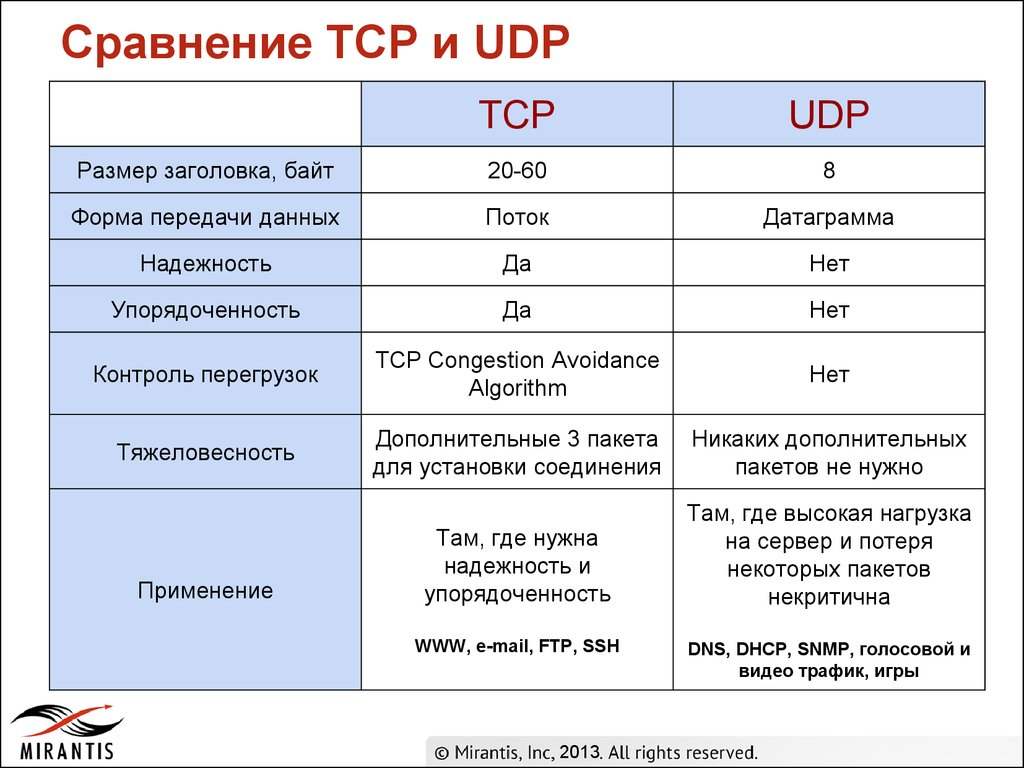 Сравнение TCP и UDP
TCP
UDP
Размер заголовка, байт
20-60
8
Форма передачи данных
Поток
Датаграмма
Надежность
Да
Нет
Упорядоченность
Да
Нет
Контроль перегрузок
TCP Congestion Avoidance
Algorithm
Нет
Тяжеловесность
Дополнительные 3 пакета
для установки соединения
Никаких дополнительных
пакетов не нужно
Применение
Там, где нужна
надежность и
упорядоченность
WWW, e-mail, FTP, SSH
Там, где высокая нагрузка
на сервер и потеря
некоторых пакетов
некритична
DNS, DHCP, SNMP, голосовой и
видео трафик, игры
MIRANTIS
© Mirantis, Inc, 2013. All rights reserved.